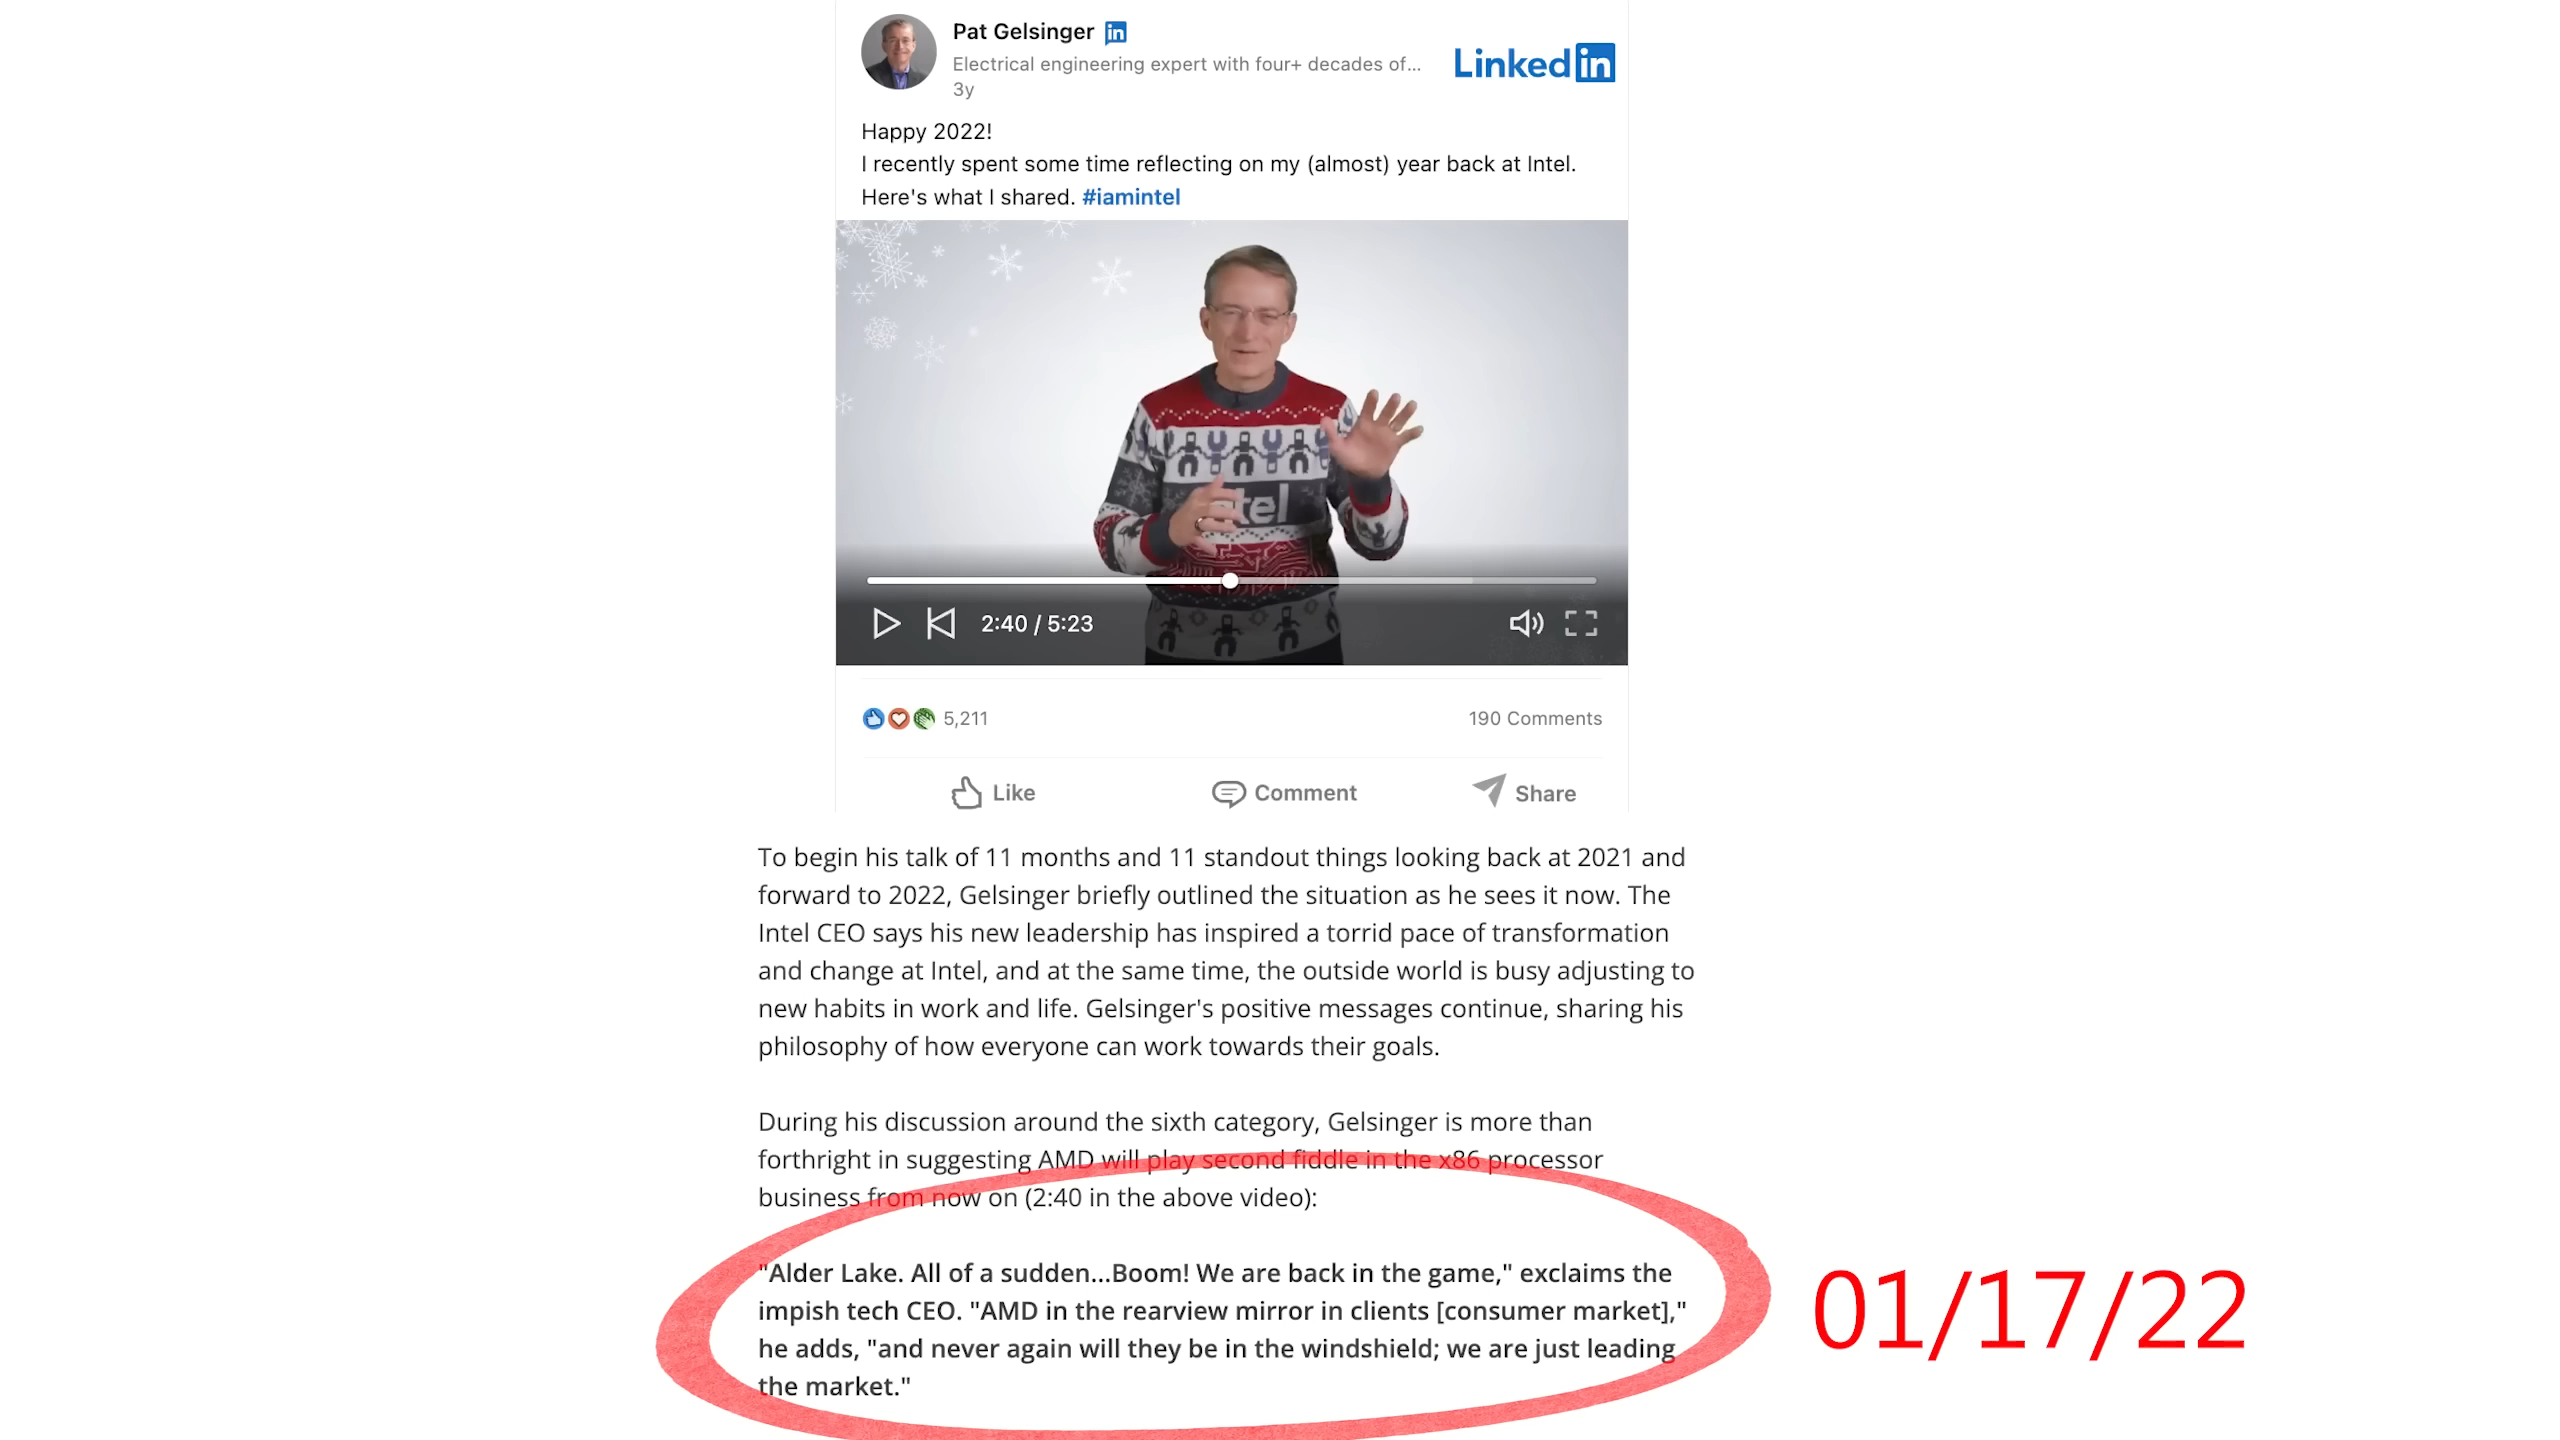 Pat Gelsinger in
Electrical engineering expert with four+ decades of...
Linked in
3y
Happy 2022!
I recently spent some time reflecting on my (almost) year back at Intel.
Here's what I shared. #iamintel
2:40 / 5:23
5,211
190 Comments
Like
Comment
Share
To begin his talk of 11 months and 11 standout things looking back at 2021 and
forward to 2022, Gelsinger briefly outlined the situation as he sees it now. The
Intel CEO says his new leadership has inspired a torrid pace of transformation
and change at Intel, and at the same time, the outside world is busy adjusting to
new habits in work and life. Gelsinger's positive messages continue, sharing his
philosophy of how everyone can work towards their goals.
During his discussion around the sixth category, Gelsinger is more than
forthright in suggesting AMD will play second fiddle in the x86 processor
business from now on (2:40 in the above video):
"Alder Lake. All of a sudden...Boom! We are back in the game," exclaims the
impish tech CEO. "AMD in the rearview mirror in clients [consumer market],"
he adds, "and never again will they be in the windshield; we are just leading
the market."
01/17/22